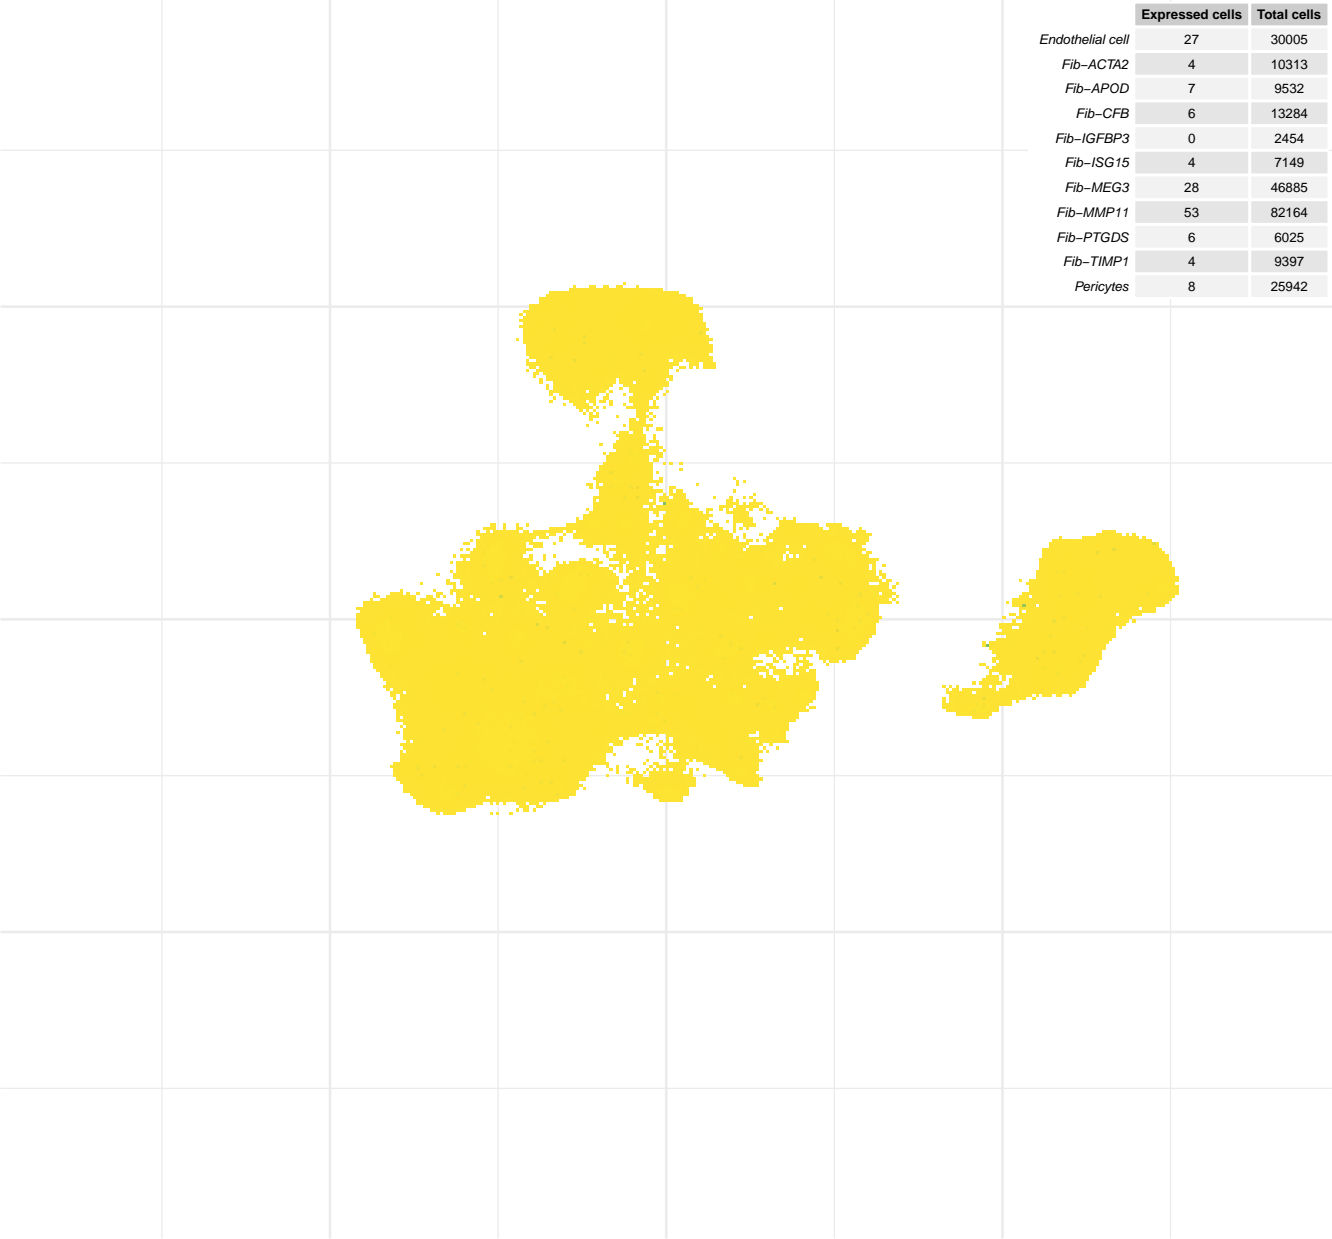 Expressed cells Total cells
Endothelial cell 27 30005
Fib−ACTA2 4 10313
Fib−APOD 7 9532
Fib−CFB 6 13284
Fib−IGFBP3 0 2454
Fib−ISG15 4 7149
Fib−MEG3 28 46885
Fib−MMP11 53 82164
Fib−PTGDS 6 6025
Fib−TIMP1 4 9397
Pericytes 8 25942